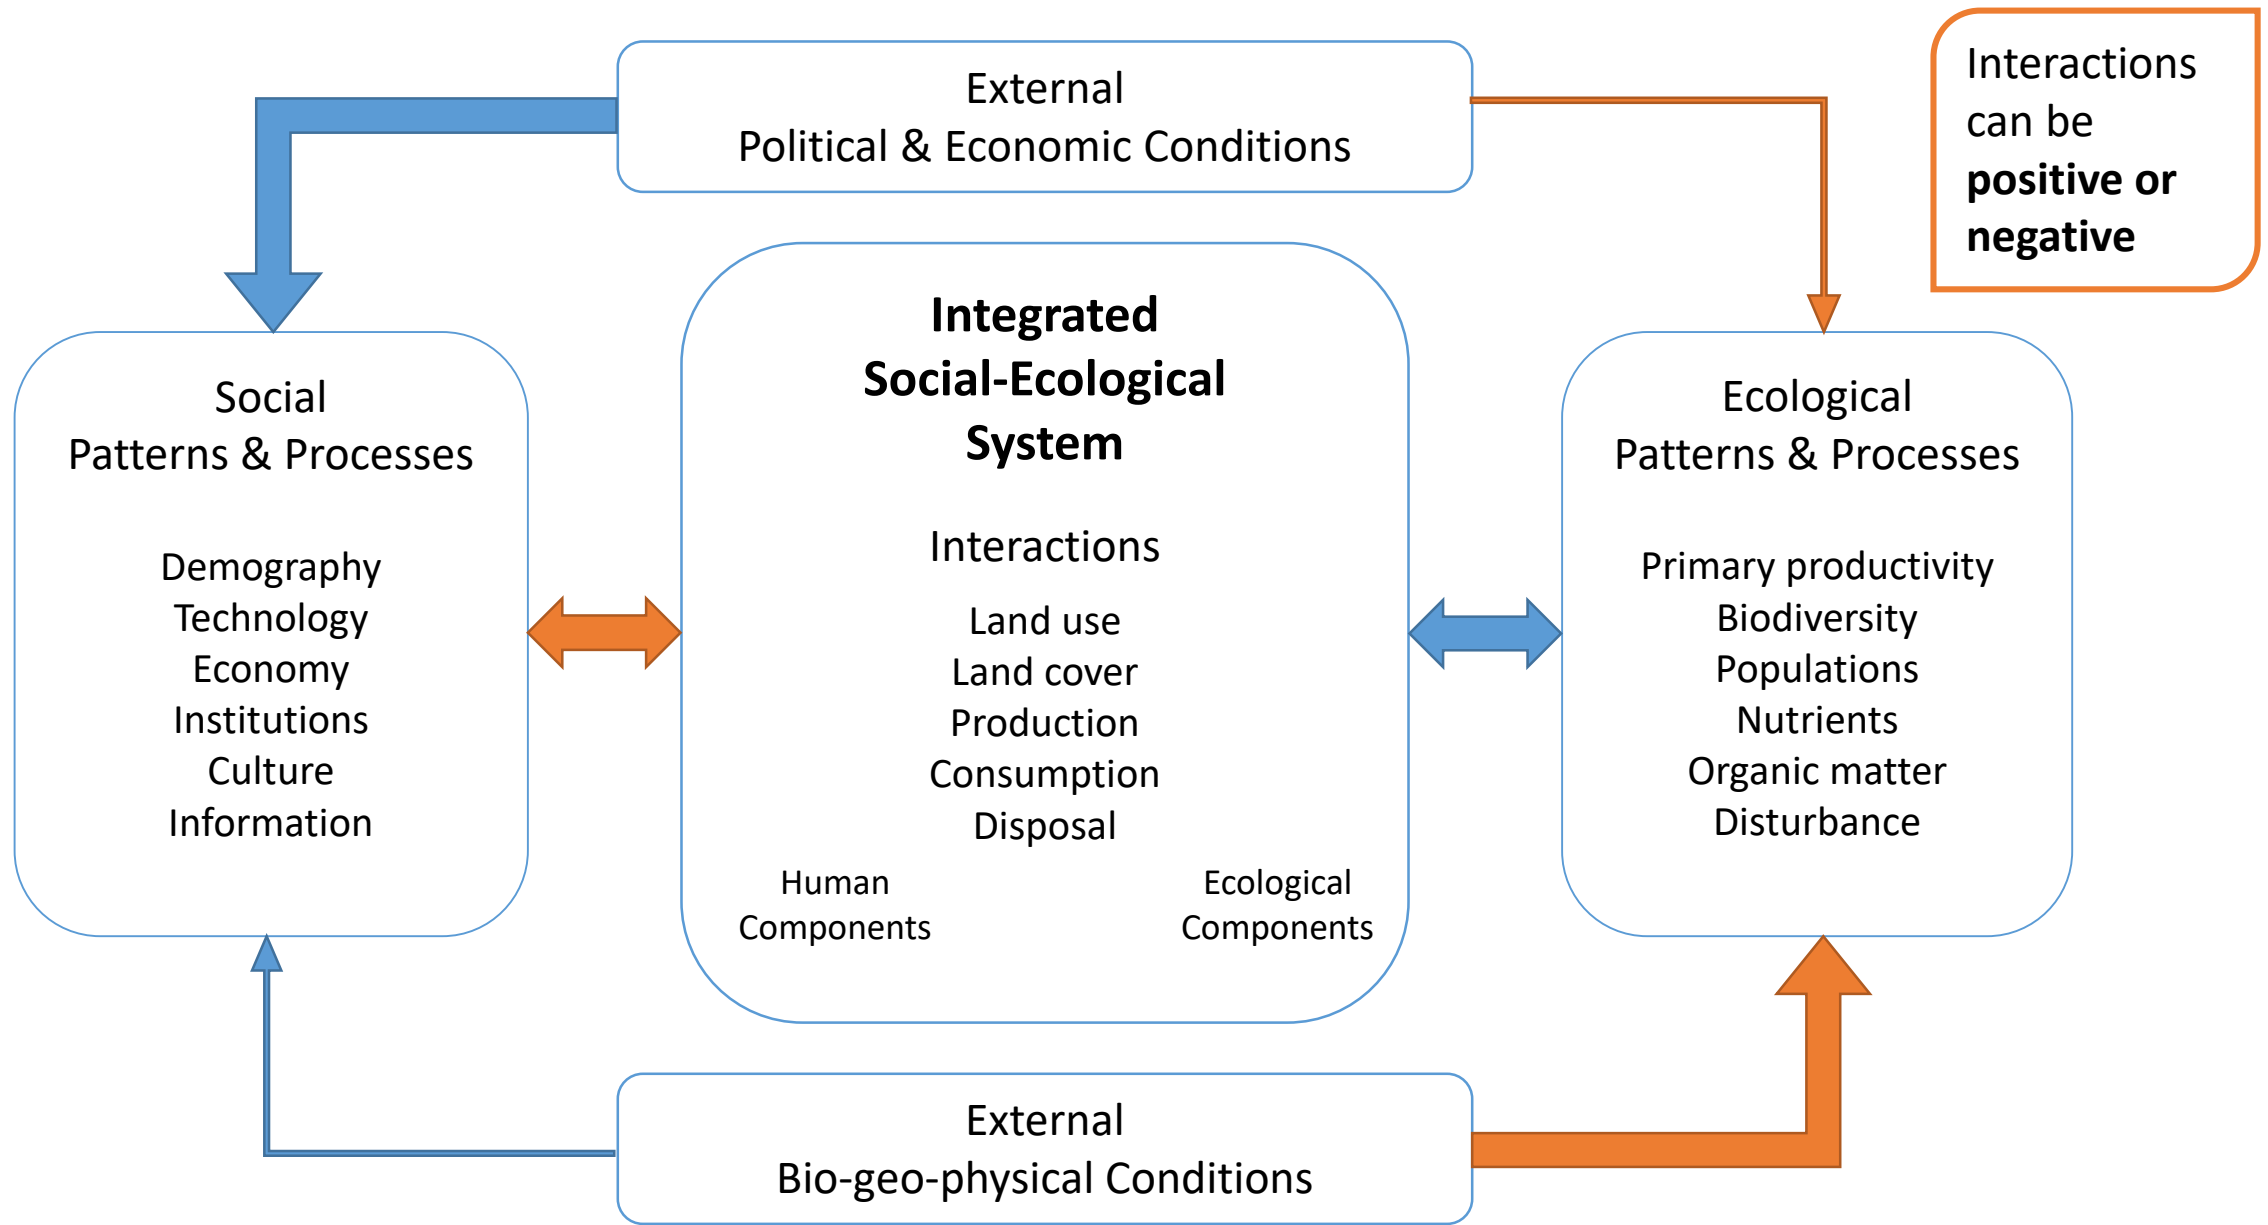 External
Political & Economic Conditions
Interactions
can be
positive or
negative
Social
Patterns & Processes
Demography
Technology
Economy
Institutions
Culture
Information
Integrated
Social-Ecological
System
Interactions
Land use
Land cover
Production
Consumption
Disposal
Human
Components
Ecological
Components
Ecological
Patterns & Processes
Primary productivity
Biodiversity
Populations
Nutrients
Organic matter
Disturbance
External
Bio-geo-physical Conditions